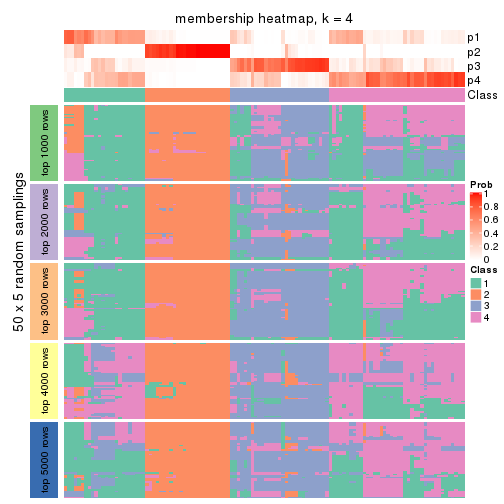 membership heatmap, k = 4
p1
p2
p3
p4
Class
50 x 5 random samplings
top 1000 rows
top 2000 rows
top 3000 rows
top 4000 rows
top 5000 rows
Prob
1
0.8
0.6
0.4
0.2
0
Class
1
2
3
4